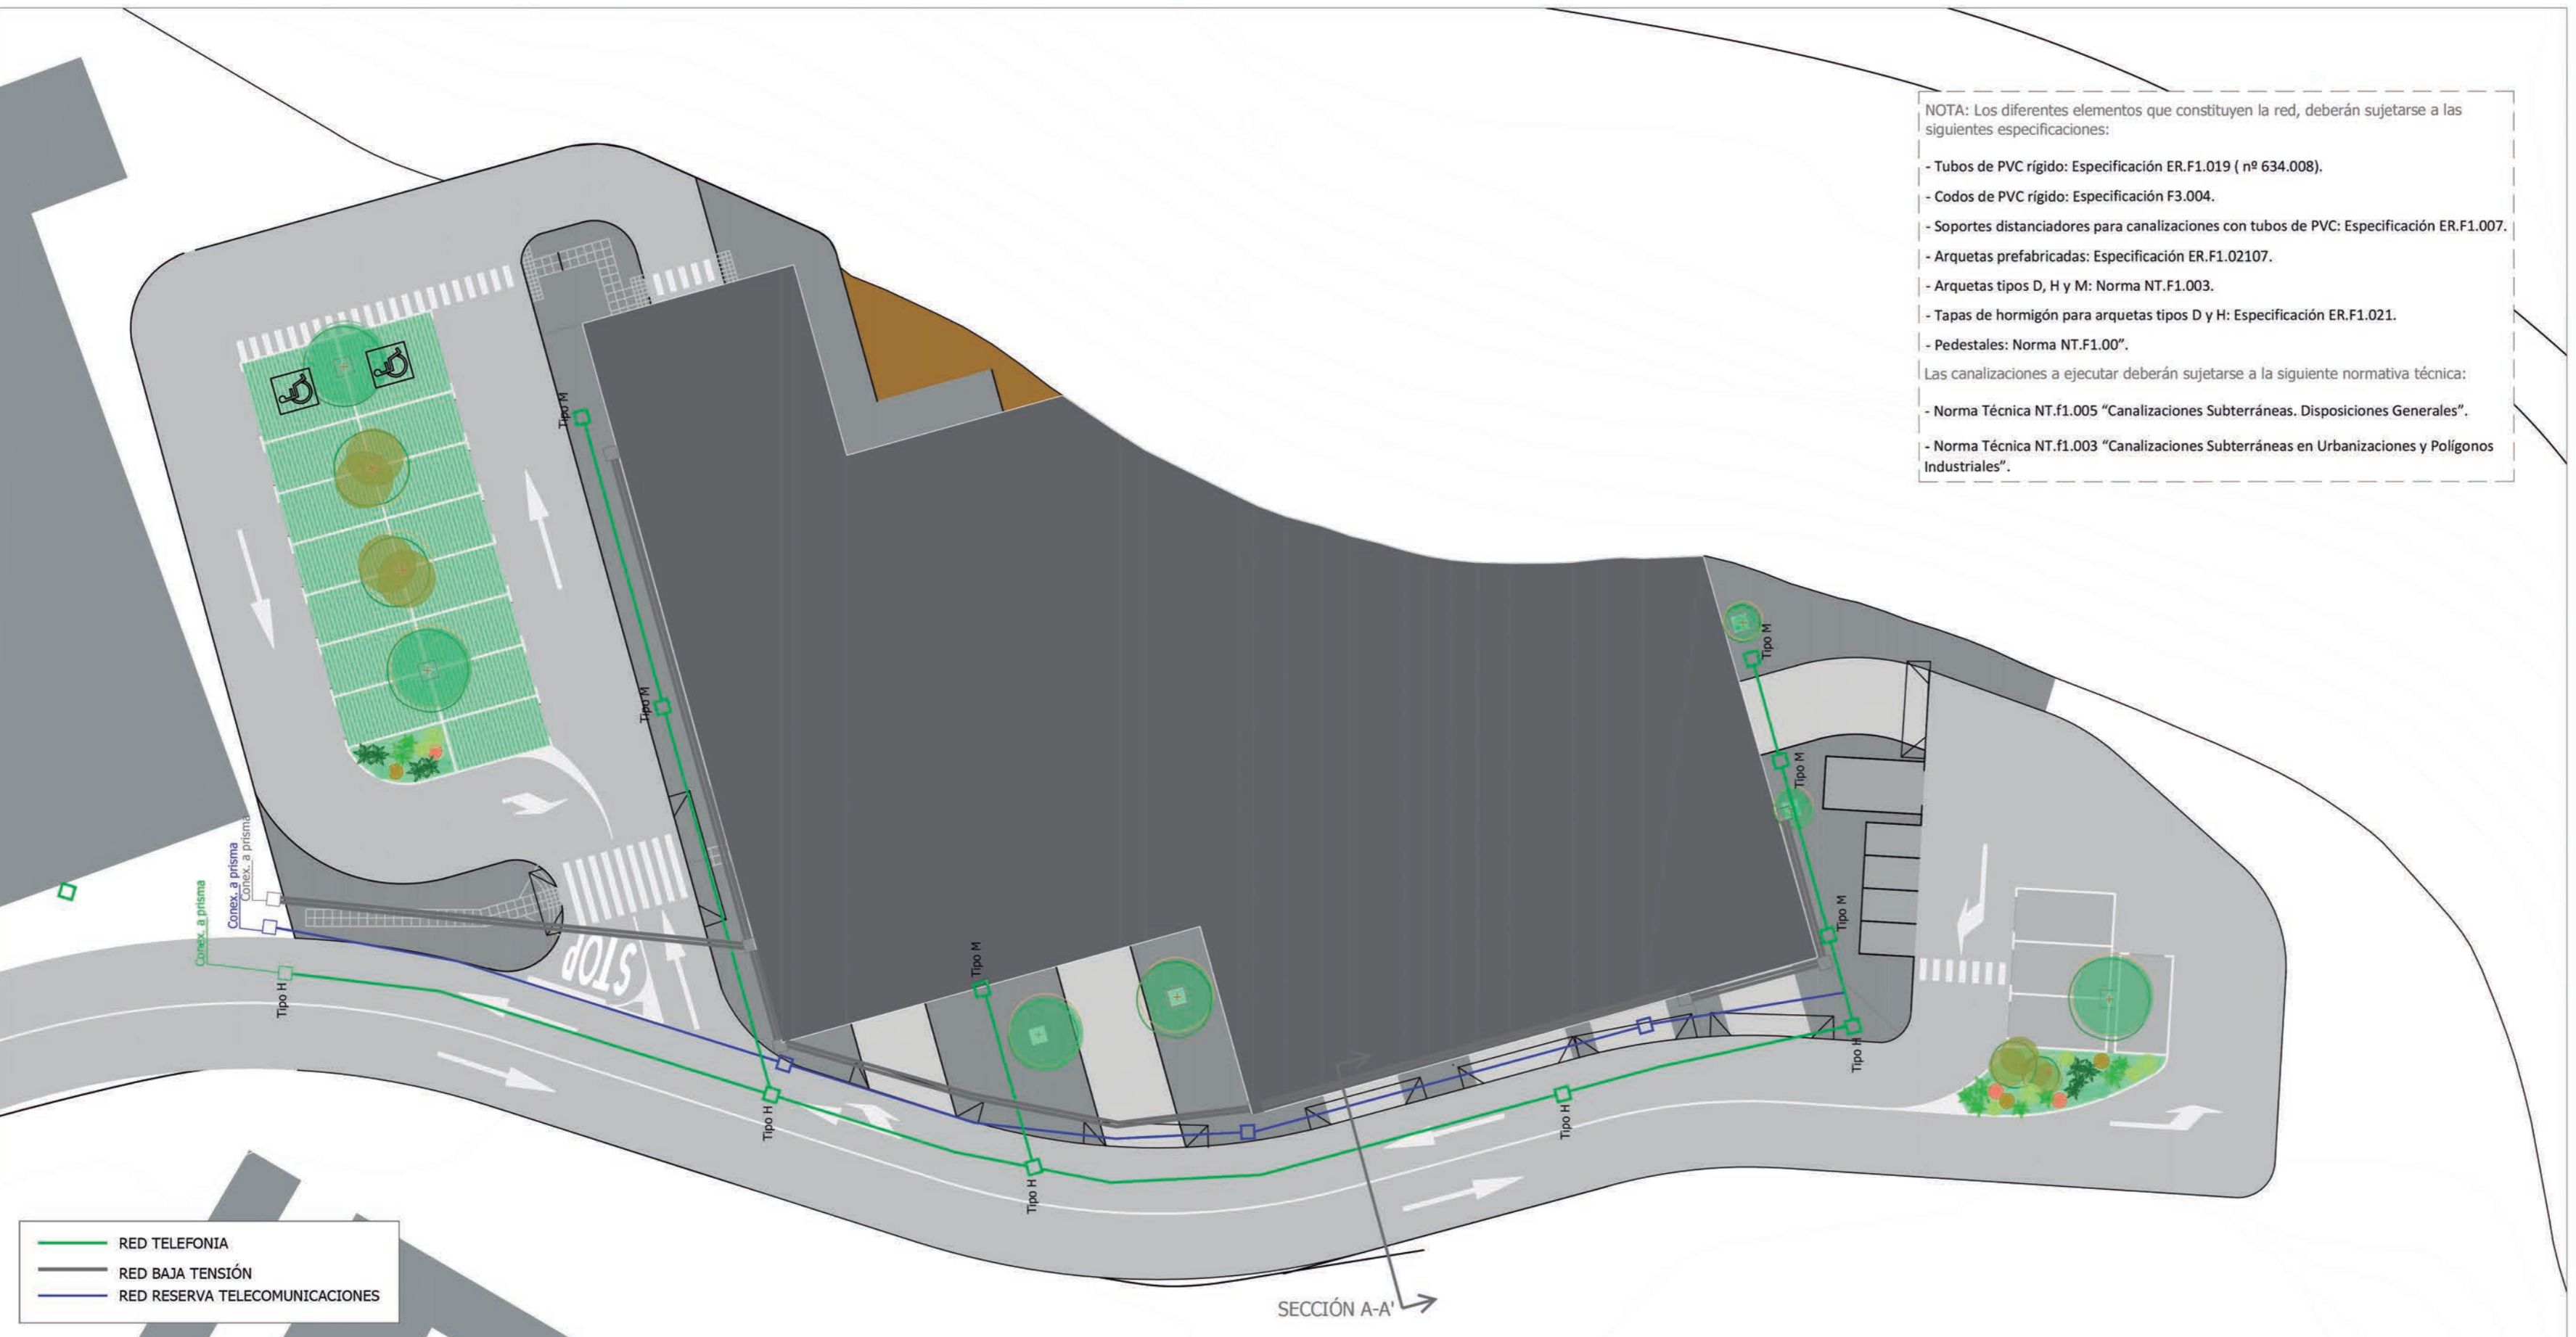 NOTA: Los diferentes elementos que constituyen la red, deberán sujetarse a las
siguientes especificaciones:
- Tubos de PVC rígido: Especificación ER.F1.019 ( nº 634.008).
- Codos de PVC rígido: Especificación F3.004.
- Soportes distanciadores para canalizaciones con tubos de PVC: Especificación ER.F1.007.
- Arquetas prefabricadas: Especificación ER.F1.02107.
- Arquetas tipos D, H y M: Norma NT.F1.003.
- Tapas de hormigón para arquetas tipos D y H: Especificación ER.F1.021.
- Pedestales: Norma NT.F1.00”.
Las canalizaciones a ejecutar deberán sujetarse a la siguiente normativa técnica:
- Norma Técnica NT.f1.005 “Canalizaciones Subterráneas. Disposiciones Generales”.
- Norma Técnica NT.f1.003 “Canalizaciones Subterráneas en Urbanizaciones y Polígonos
Industriales”.
Tipo M
Tipo M
Tipo M
Tipo M
Tipo M
Tipo M
Conex. a prisma
Conex. a prisma
Conex. a prisma
STOP
Tipo H
Tipo H
Tipo H
Tipo H
Tipo H
RED TELEFONIA
RED BAJA TENSIÓN
RED RESERVA TELECOMUNICACIONES
SECCIÓN A-A'